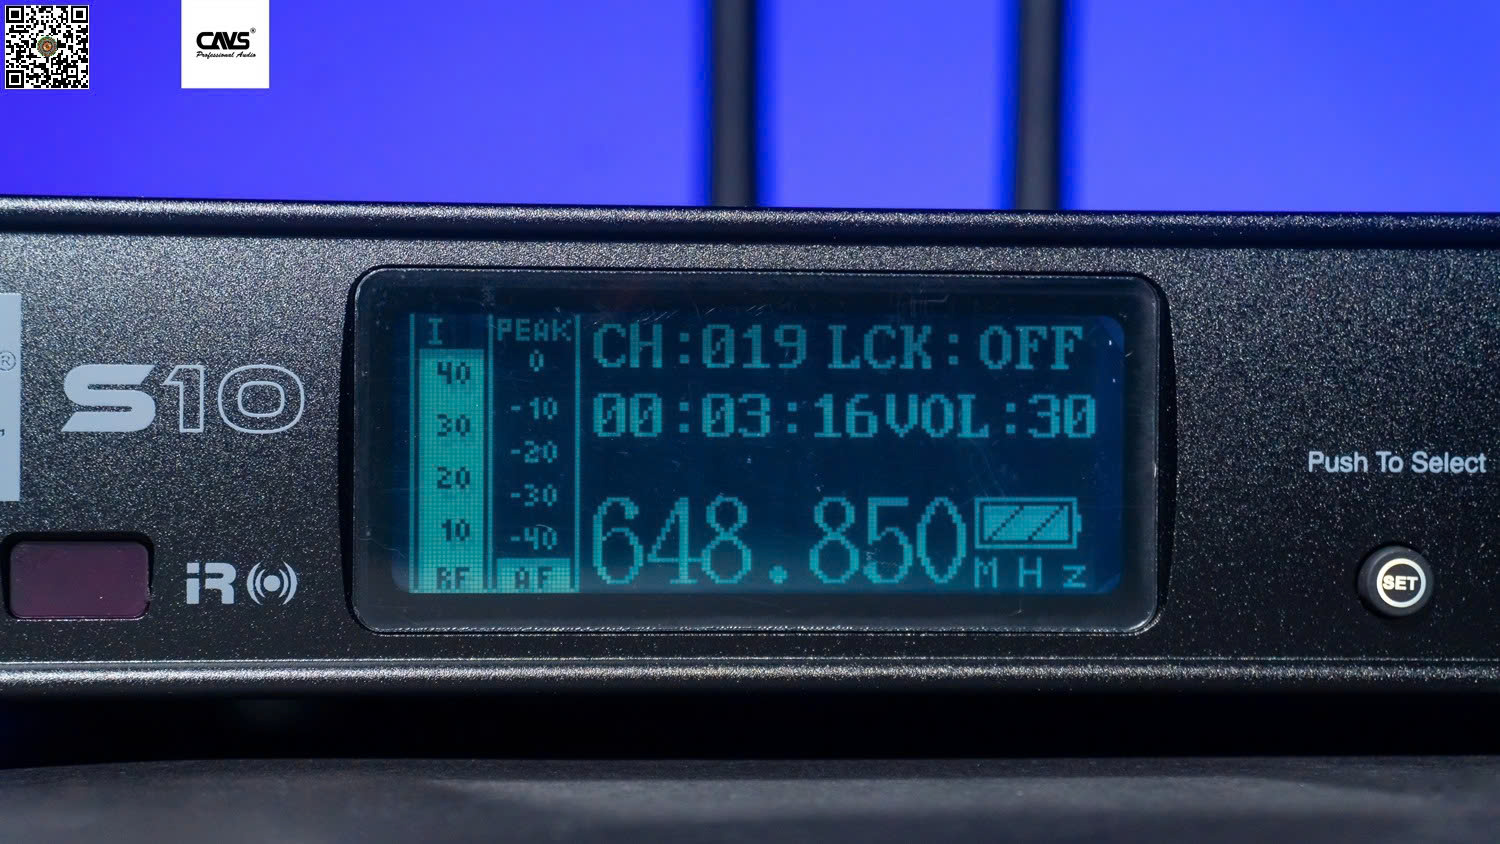 CAVS®
Professional Audio
®
S10
iR
I
40
30
20
10
RF
PEAK
0
-10
-20
-30
-40
AF
CH:019 LCK:OFF
00:03:16VOL:30
648.850
MHz
Push To Select
SET